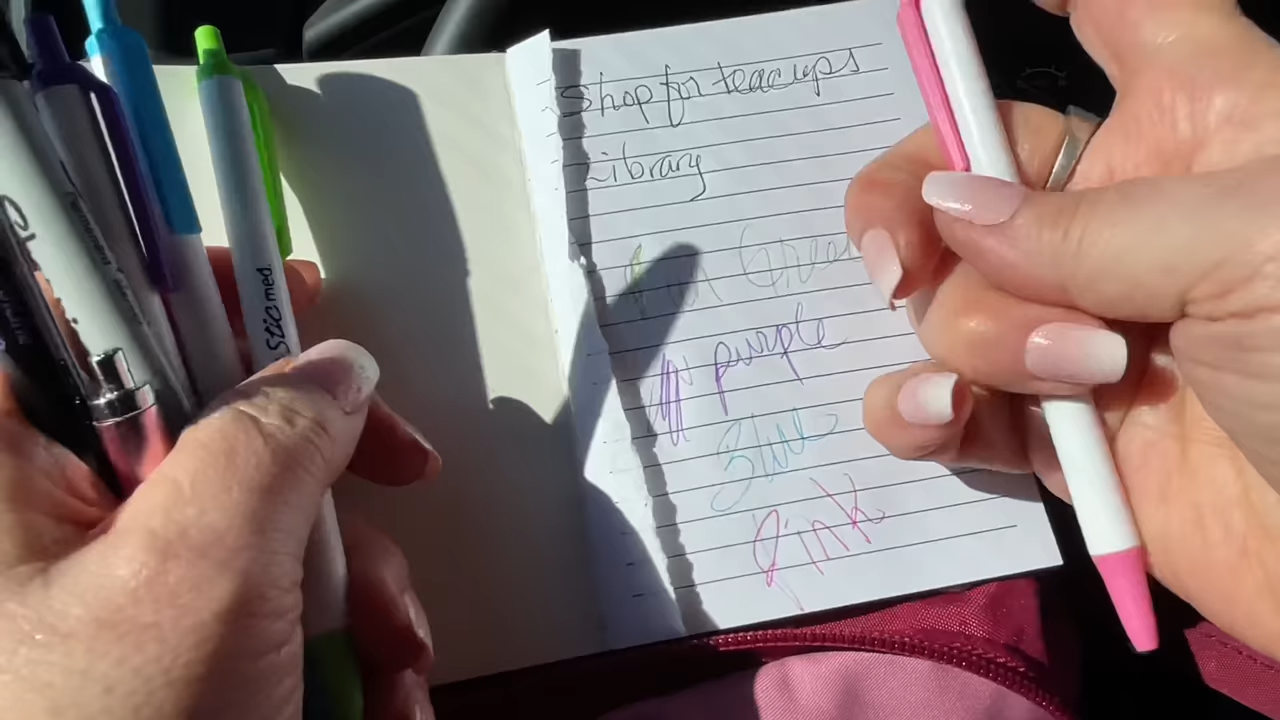 Shop for teacups
Library
Green
purple
Blue
Pink
Stic med.